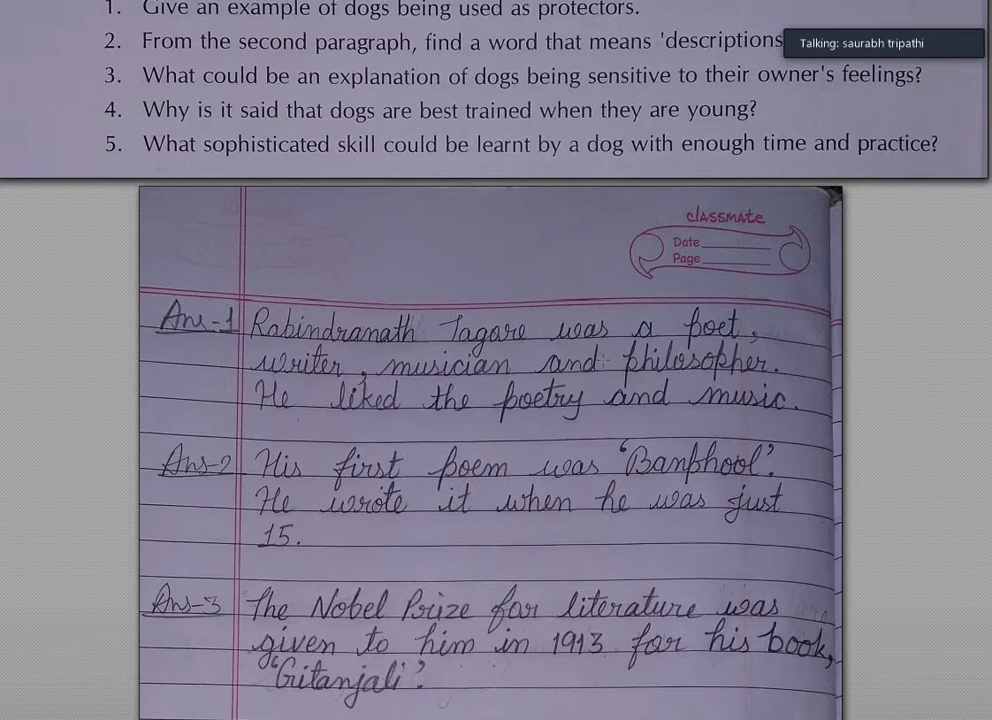 1. Give an example of dogs being used as protectors.
2. From the second paragraph, find a word that means 'descriptions
Talking: saurabh tripathi
3. What could be an explanation of dogs being sensitive to their owner's feelings?
4. Why is it said that dogs are best trained when they are young?
5. What sophisticated skill could be learnt by a dog with enough time and practice?
classmate
Date
Page
Ans-1 Rabindranath Tagore was a poet,
writer, musician and philosopher.
He liked the poetry and music.
Ans-2 His first poem was 'Banphool'.
He wrote it when he was just
15.
Ans-3 The Nobel Prize for literature was
given to him in 1913 for his book,
'Gitanjali'.